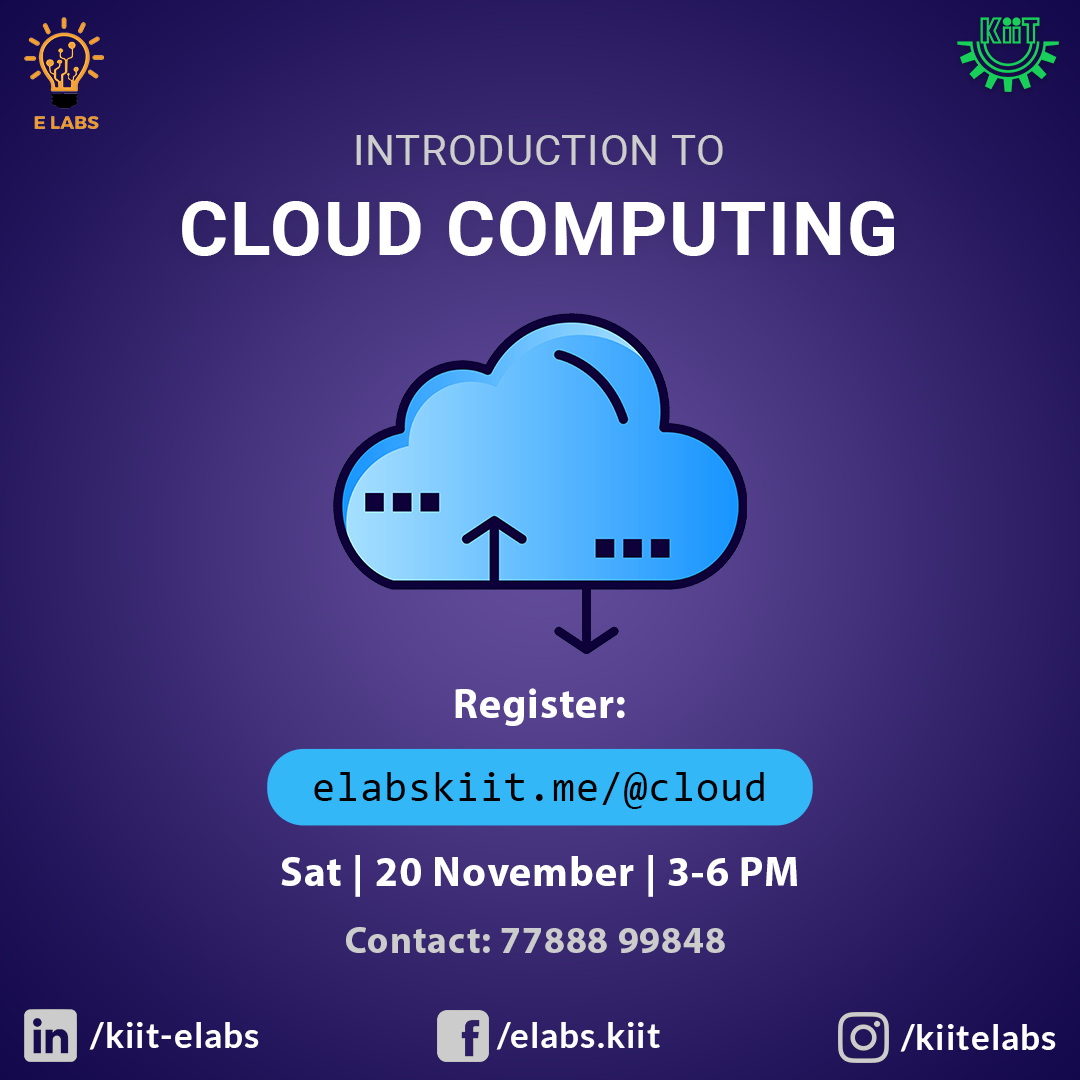 E LABS
KiiT
INTRODUCTION TO
CLOUD COMPUTING
Register:
elabskiit.me/@cloud
Sat | 20 November | 3-6 PM
Contact: 77888 99848
/kiit-elabs
/elabs.kiit
/kiitelabs